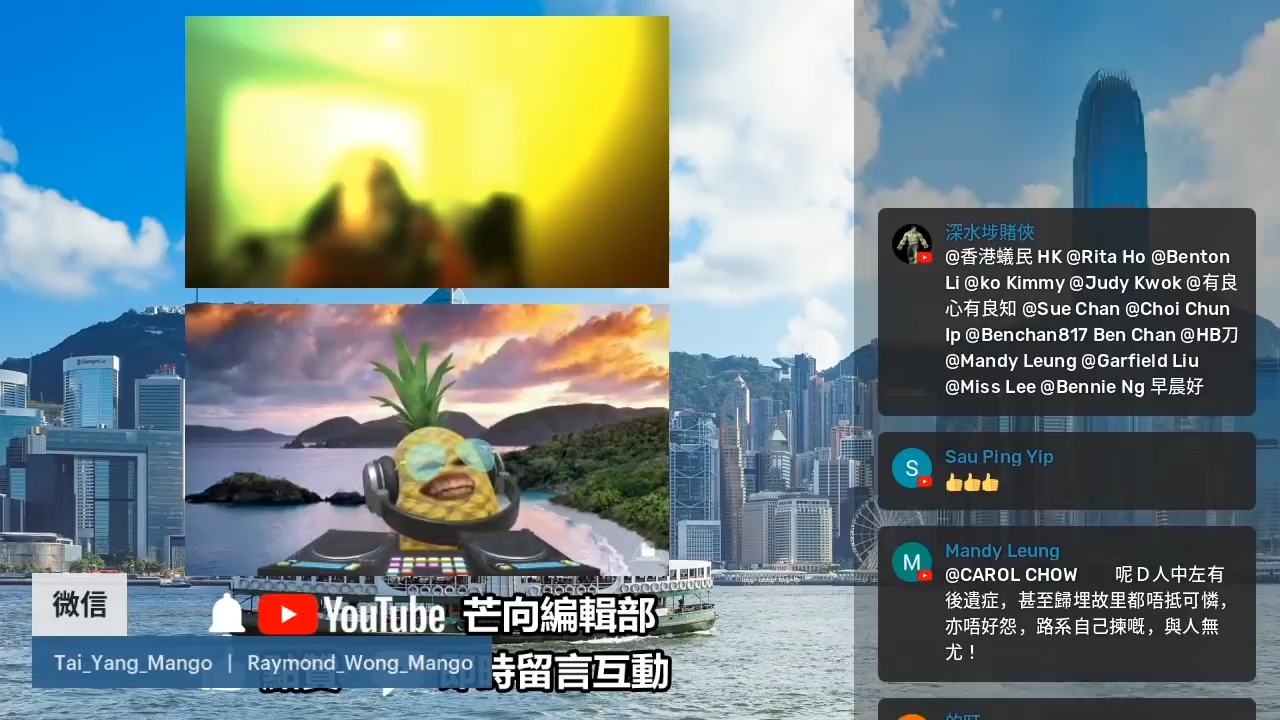 深水埗賭俠
@香港蟻民 HK @Rita Ho @Benton
Li @ko Kimmy @Judy Kwok @有良
心有良知 @Sue Chan @Choi Chun
Ip @Benchan817 Ben Chan @HB刀
@Mandy Leung @Garfield Liu
@Miss Lee @Bennie Ng 早晨好
S
Sau Ping Yip
👍👍👍
M
Mandy Leung
@CAROL CHOW 呢Ｄ人中左有
後遺症，甚至歸埋故里都唔抵可憐，
亦唔好怨，路系自己揀嘅，與人無
尤！
微信
Tai_Yang_Mango | Raymond_Wong_Mango
YouTube 芒向編輯部
即時留言互動